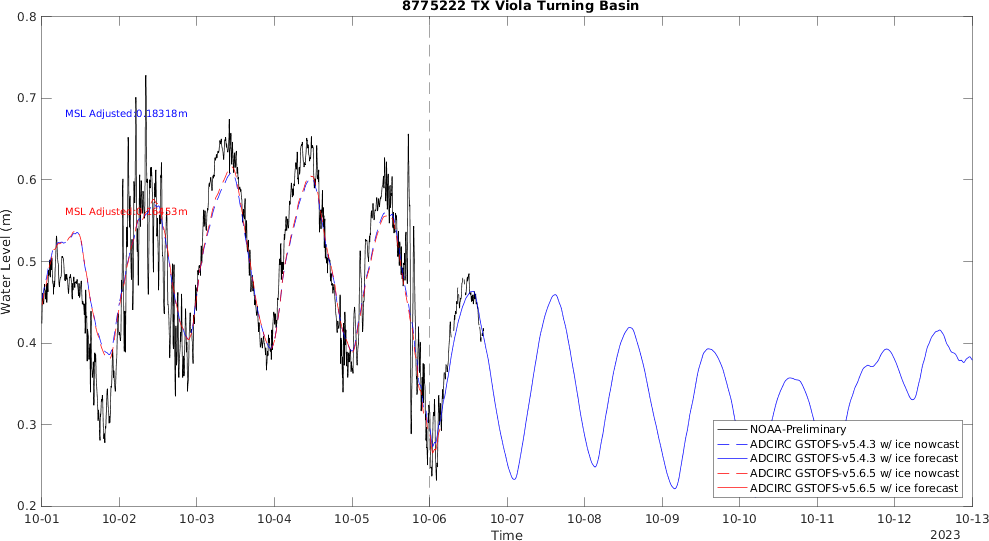 8775222 TX Viola Turning Basin
0.8
0.7
0.6
0.5
0.4
0.3
0.2
Water Level (m)
MSL Adjusted:0.18318m
MSL Adjusted:
NOAA-Preliminary
ADCIRC GSTOFS-v5.4.3 w/ ice nowcast
ADCIRC GSTOFS-v5.4.3 w/ ice forecast
ADCIRC GSTOFS-v5.6.5 w/ ice nowcast
ADCIRC GSTOFS-v5.6.5 w/ ice forecast
10-01 10-02 10-03 10-04 10-05 10-06 10-07 10-08 10-09 10-10 10-11 10-12 10-13
Time
2023